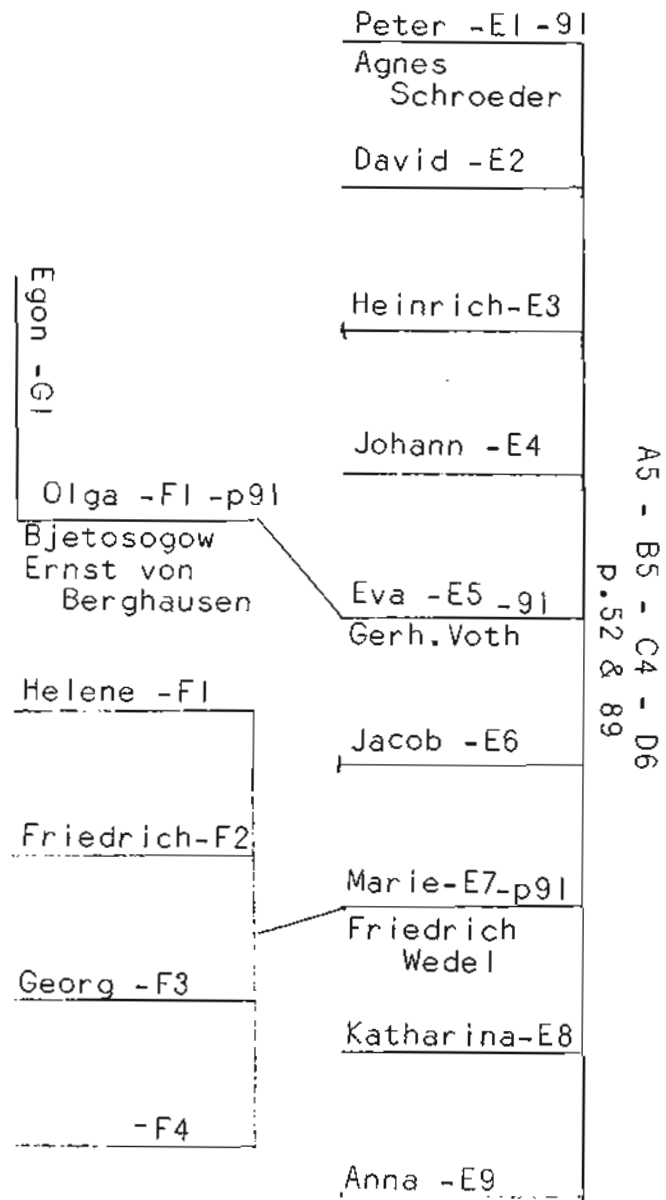 Peter -E1 -91
Agnes
Schroeder
David -E2
Heinrich-E3
Johann -E4
Eva -E5 -91
Gerh.Voth
Jacob -E6
Marie-E7-p91
Friedrich
Wedel
Katharina-E8
Anna -E9
A5 - B5 - C4 - D6
p.52 & 89
Egon -G1
Olga -F1 -p91
Bjetosogow
Ernst von
Berghausen
Helene -F1
Friedrich-F2
Georg -F3
-F4